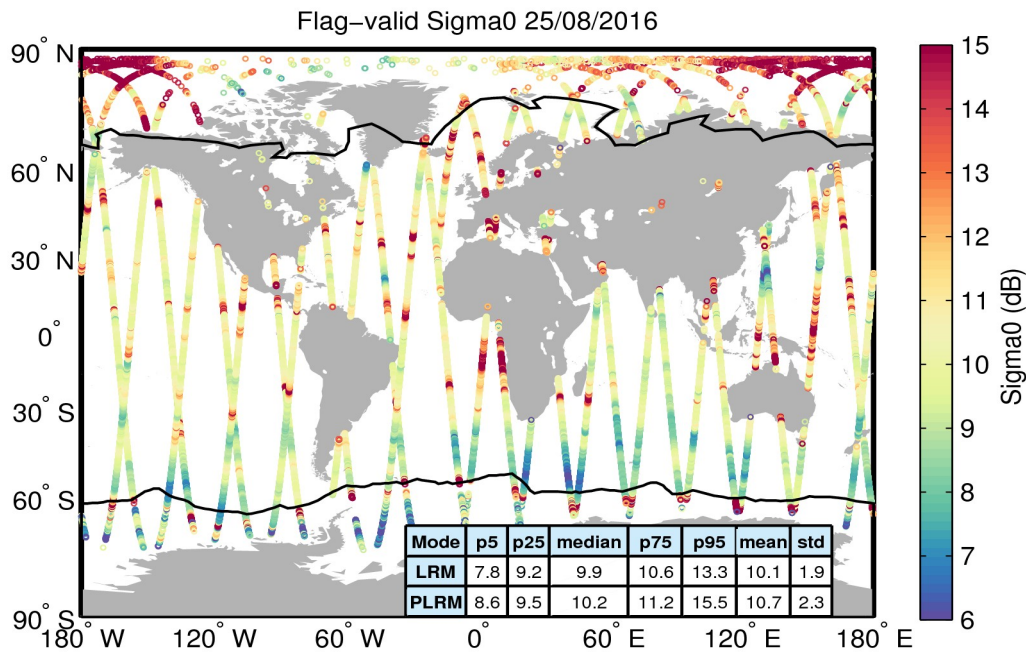 Flag−valid Sigma0 25/08/2016
90° N
60° N
30° N
0°
30° S
60° S
90° S
180° W
120° W
60° W
0°
60° E
120° E
180° E
Mode p5 p25 median p75 p95 mean std
LRM 7.8 9.2 9.9 10.6 13.3 10.1 1.9
PLRM 8.6 9.5 10.2 11.2 15.5 10.7 2.3
15
14
13
12
11
10
9
8
7
6
Sigma0 (dB)